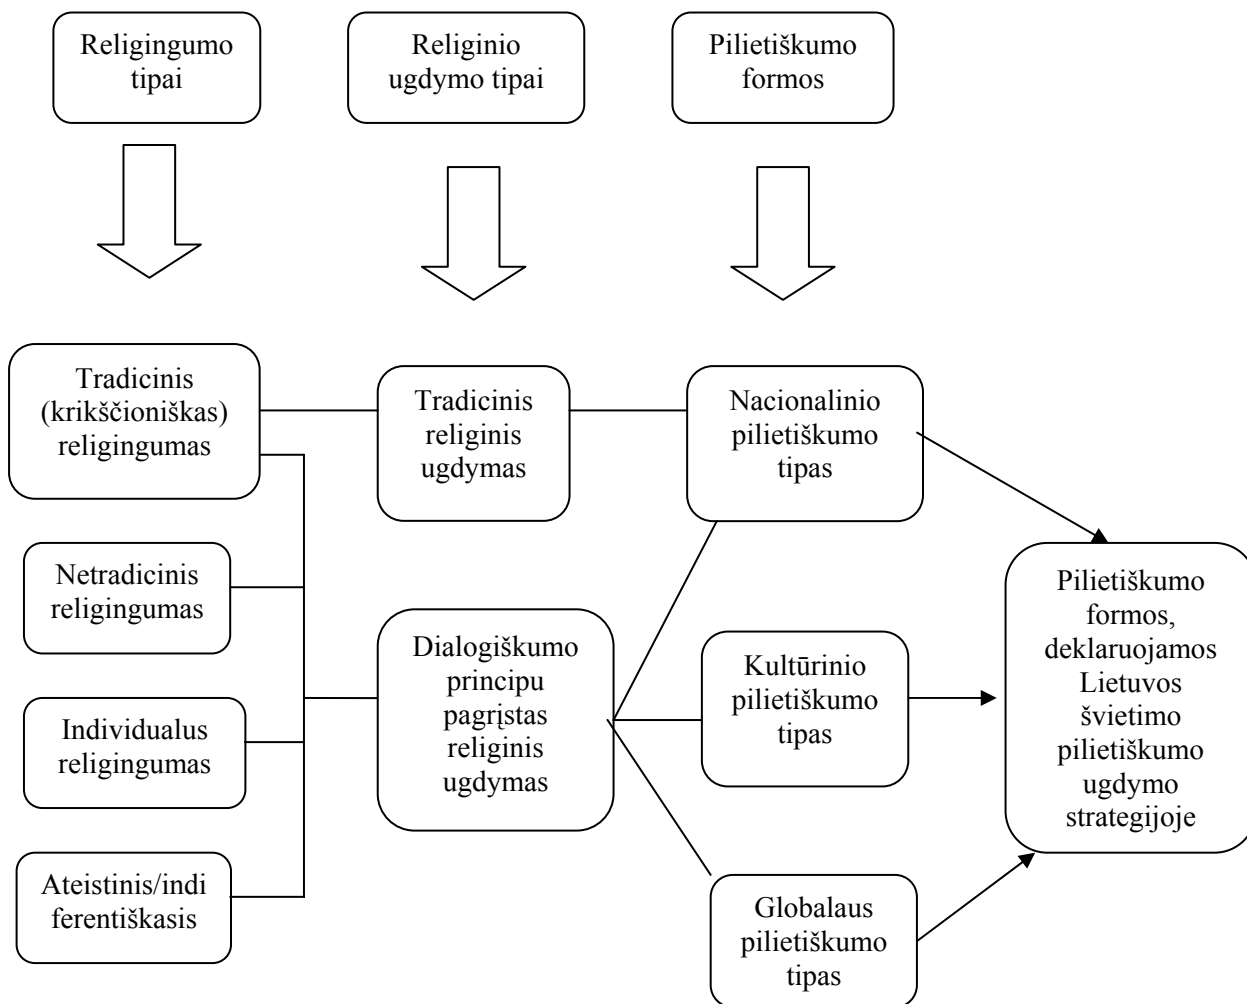 Religingumo
tipai
Religinio
ugdymo tipai
Pilietiškumo
formos
Tradicinis
(krikščioniškas)
religingumas
Tradicinis
religinis
ugdymas
Nacionalinio
pilietiškumo
tipas
Netradicinis
religingumas
Individualus
religingumas
Ateistinis/indi
ferentiškasis
Dialogiškumo
principu
pagrįstas
religinis
ugdymas
Kultūrinio
pilietiškumo
tipas
Globalaus
pilietiškumo
tipas
Pilietiškumo
formos,
deklaruojamos
Lietuvos
švietimo
pilietiškumo
ugdymo
strategijoje